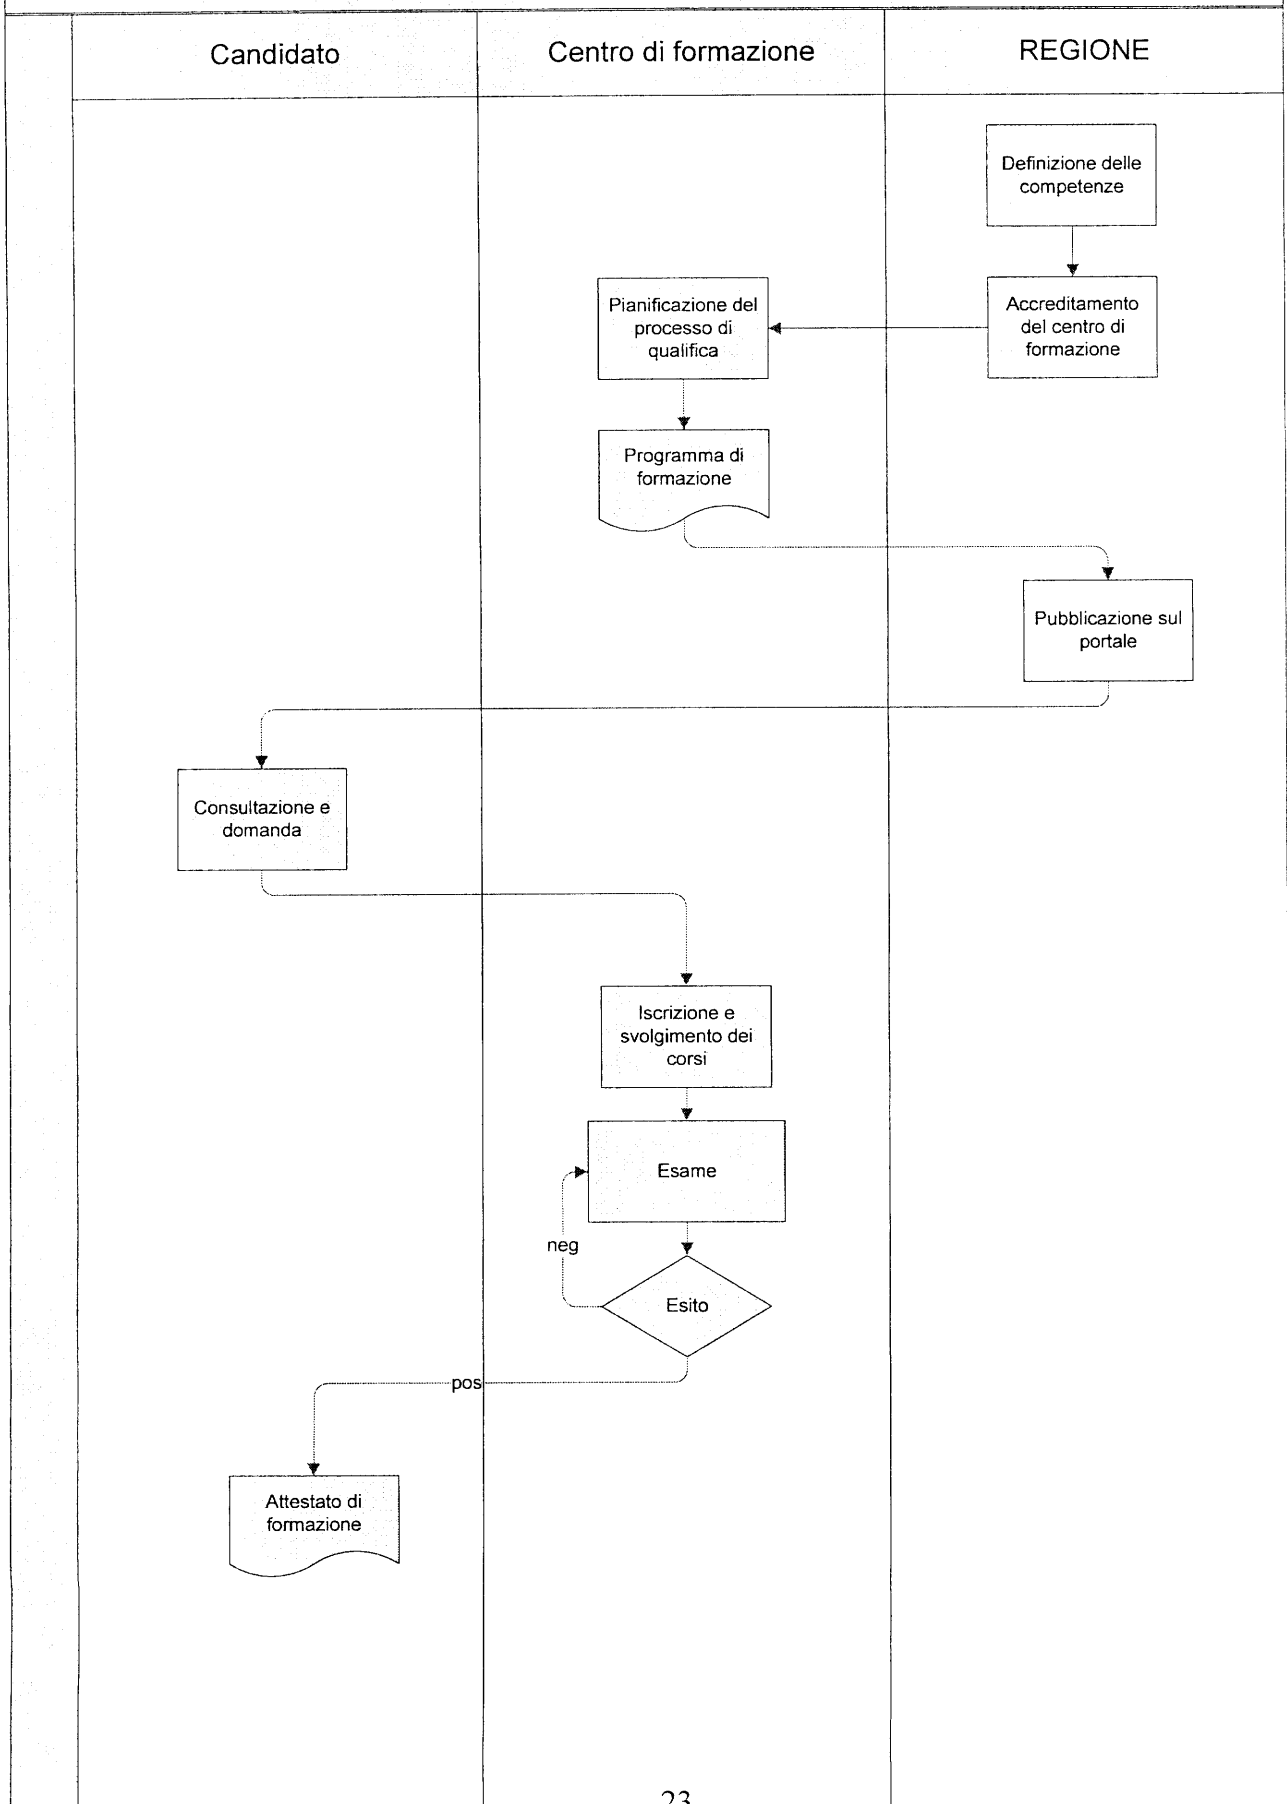 Candidato
Centro di formazione
REGIONE
Definizione delle
competenze
Accreditamento
del centro di
formazione
Pianificazione del
processo di
qualifica
Programma di
formazione
Pubblicazione sul
portale
Consultazione e
domanda
Iscrizione e
svolgimento dei
corsi
Esame
neg
Esito
pos
Attestato di
formazione
23